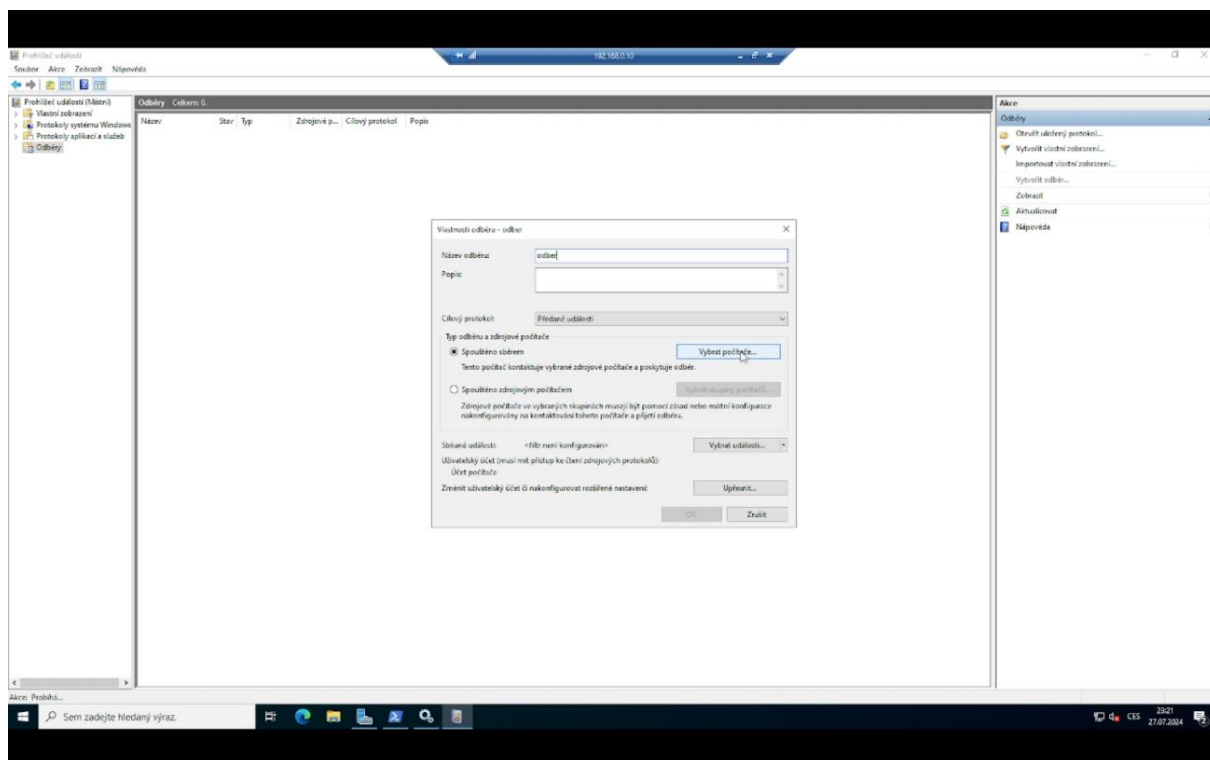 Prohlížeč událostí
192.168.0.10
Soubor Akce Zobrazit Nápověda
Prohlížeč událostí (Místní)
Vlastní zobrazení
Protokoly systému Windows
Protokoly aplikací a služeb
Odběry
Odběry Celkem: 0.
Název Stav Typ Zdrojové p... Cílový protokol Popis
Akce
Odběry
Otevřít uložený protokol...
Vytvořit vlastní zobrazení...
Importovat vlastní zobrazení...
Vytvořit odběr...
Zobrazit
Aktualizovat
Nápověda
Vlastnosti odběru - odber
Název odběru: odber
Popis:
Cílový protokol: Předané události
Typ odběru a zdrojové počítače
Spouštěno sběrem Vybrat počítače...
Tento počítač kontaktuje vybrané zdrojové počítače a poskytuje odběr.
Spouštěno zdrojovým počítačem Vybrat skupiny počítačů...
Zdrojové počítače ve vybraných skupinách musejí být pomocí zásad nebo místní konfigurace
nakonfigurovány na kontaktování tohoto počítače a přijetí odběru.
Sbírané události: <filtr není konfigurován> Vybrat události...
Uživatelský účet (musí mít přístup ke čtení zdrojových protokolů):
Účet počítače
Změnit uživatelský účet či nakonfigurovat rozšířené nastavení: Upřesnit...
OK Zrušit
Akce: Probíhá...
Sem zadejte hledaný výraz.
CES
23:21
27.07.2024